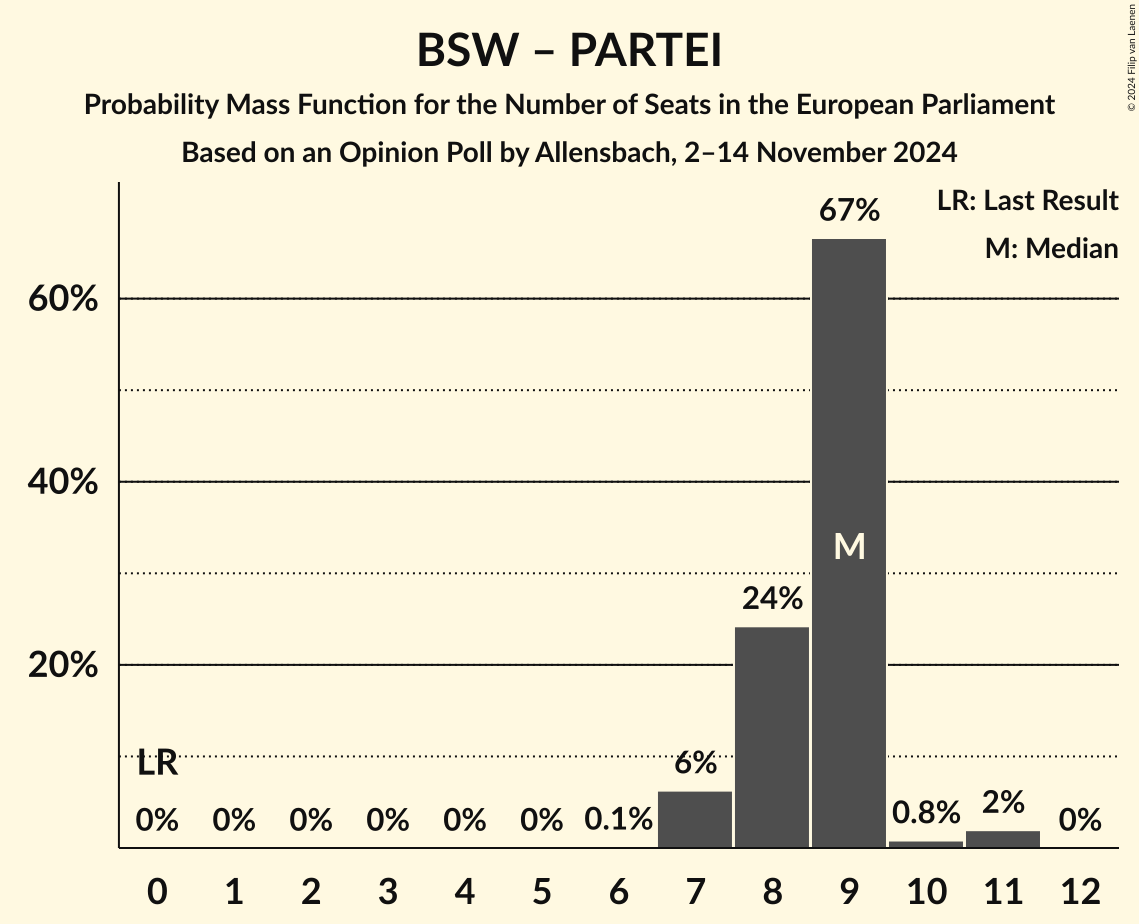 BSW – PARTEI
Probability Mass Function for the Number of Seats in the European Parliament
Based on an Opinion Poll by Allensbach, 2–14 November 2024
© 2024 Filip van Laenen
LR: Last Result
M: Median
60%
40%
20%
LR
0%
0%
0%
0%
0%
0%
0.1%
6%
24%
67%
M
0.8%
2%
0%
0 1 2 3 4 5 6 7 8 9 10 11 12